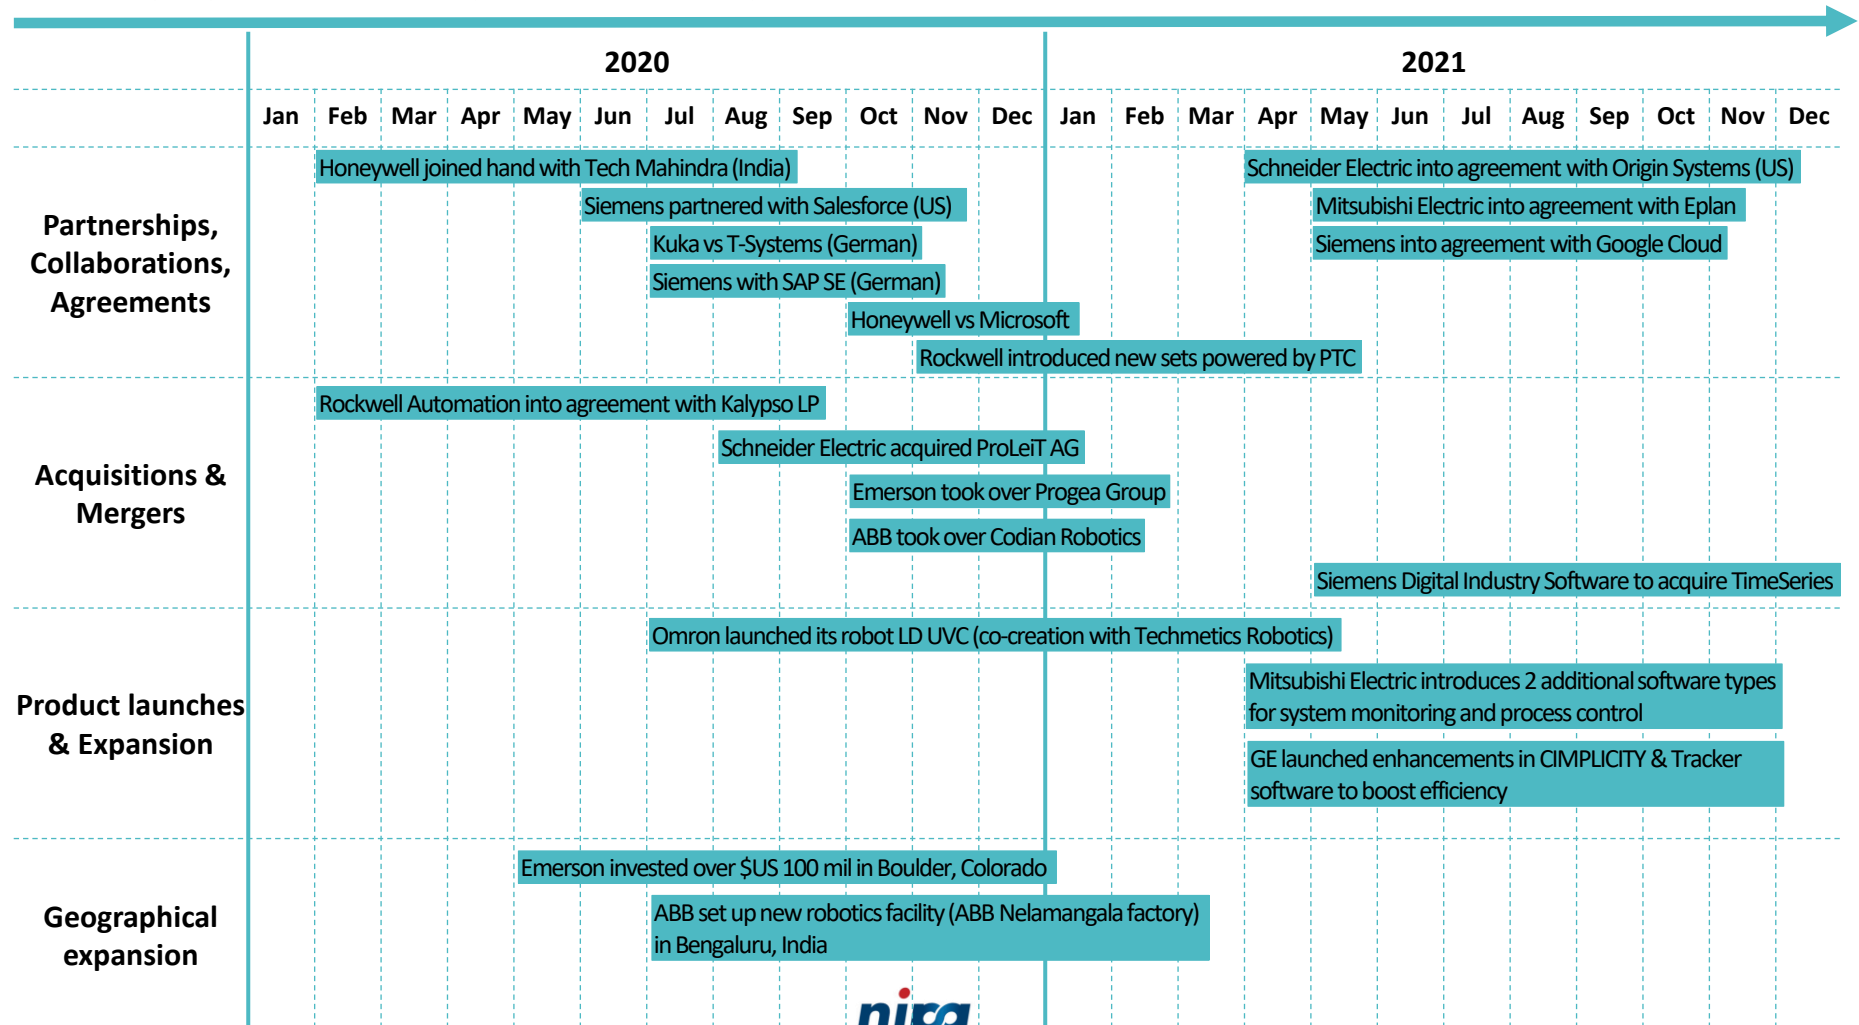 2020
2021
Jan Feb Mar Apr May Jun Jul Aug Sep Oct Nov Dec Jan Feb Mar Apr May Jun Jul Aug Sep Oct Nov Dec
Partnerships,
Collaborations,
Agreements
Honeywell joined hand with Tech Mahindra (India)
Schneider Electric into agreement with Origin Systems (US)
Siemens partnered with Salesforce (US)
Mitsubishi Electric into agreement with Eplan
Kuka vs T-Systems (German)
Siemens into agreement with Google Cloud
Siemens with SAP SE (German)
Honeywell vs Microsoft
Rockwell introduced new sets powered by PTC
Acquisitions &
Mergers
Rockwell Automation into agreement with Kalypso LP
Schneider Electric acquired ProLeiT AG
Emerson took over Progea Group
ABB took over Codian Robotics
Siemens Digital Industry Software to acquire TimeSeries
Product launches
& Expansion
Omron launched its robot LD UVC (co-creation with Techmetics Robotics)
Mitsubishi Electric introduces 2 additional software types
for system monitoring and process control
GE launched enhancements in CIMPLICITY & Tracker
software to boost efficiency
Geographical
expansion
Emerson invested over $US 100 mil in Boulder, Colorado
ABB set up new robotics facility (ABB Nelamangala factory)
in Bengaluru, India